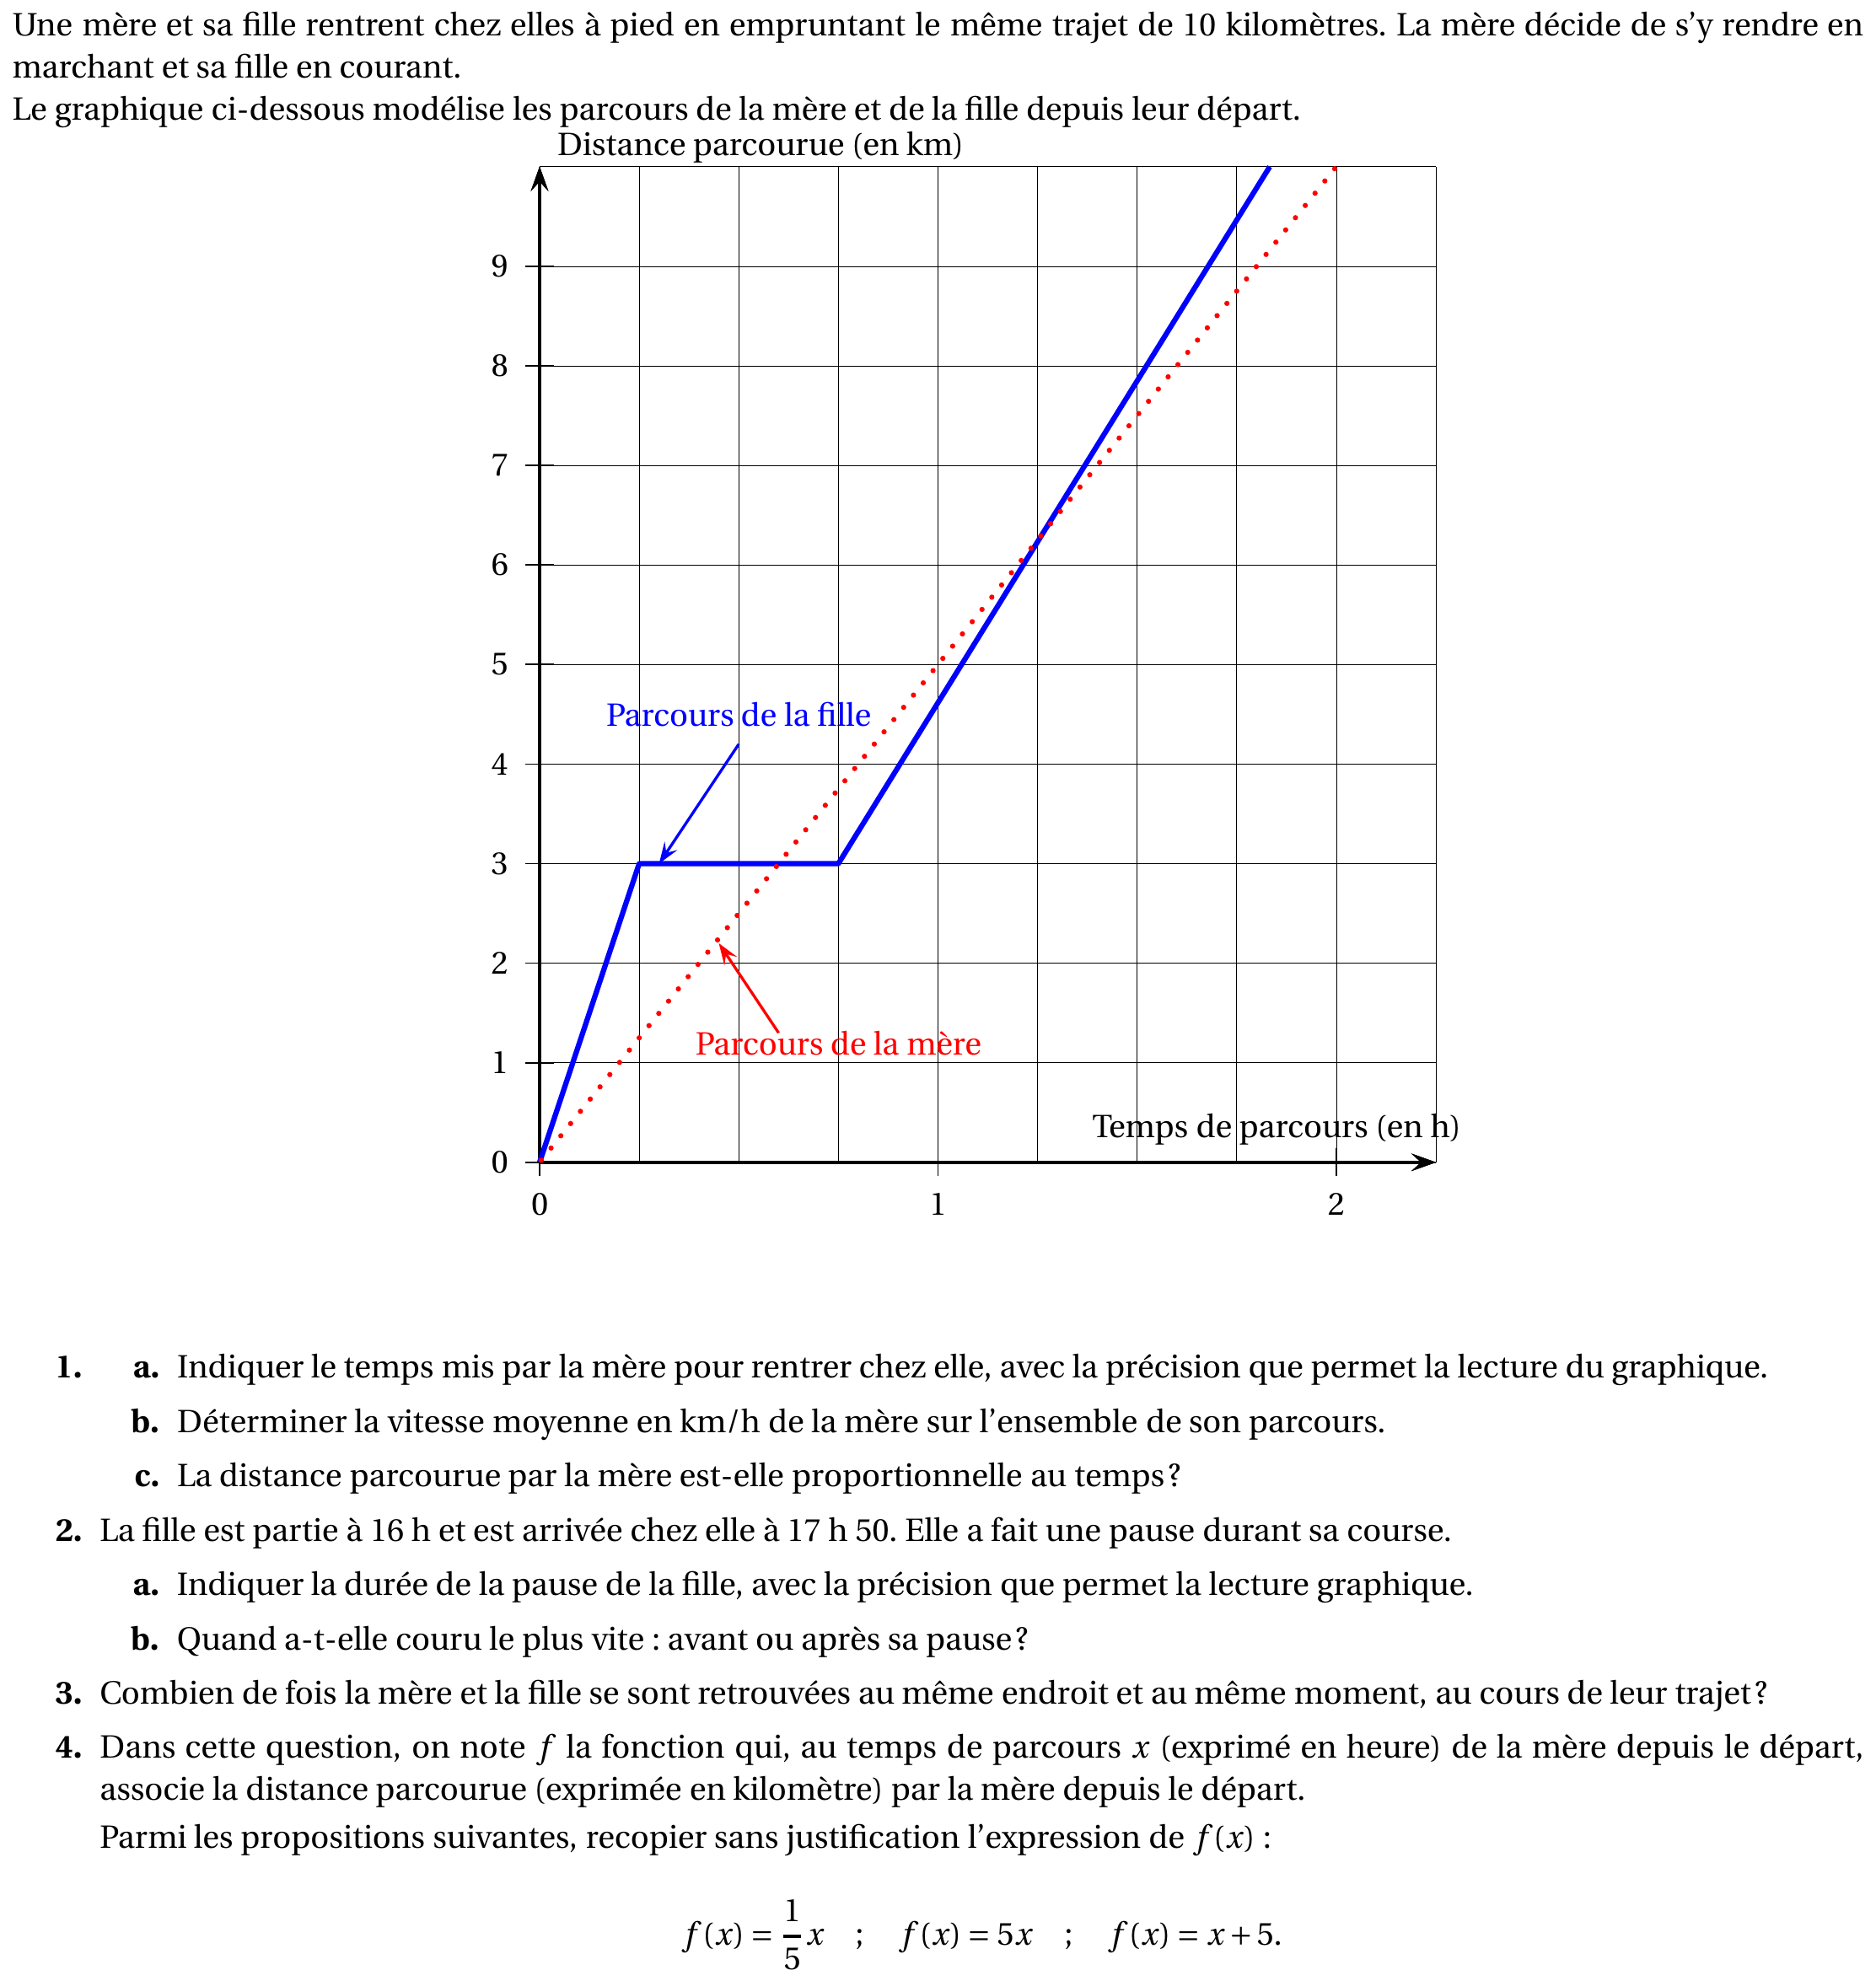 Une mère et sa fille rentrent chez elles à pied en empruntant le même trajet de 10 kilomètres. La mère décide de s'y rendre en
marchant et sa fille en courant.
Le graphique ci-dessous modélise les parcours de la mère et de la fille depuis leur départ.
Distance parcourue (en km)
9
8
7
6
5
Parcours de la fille
4
3
2
Parcours de la mère
1
Temps de parcours (en h)
0
0 1 2
1. a. Indiquer le temps mis par la mère pour rentrer chez elle, avec la précision que permet la lecture du graphique.
b. Déterminer la vitesse moyenne en km/h de la mère sur l'ensemble de son parcours.
c. La distance parcourue par la mère est-elle proportionnelle au temps?
2. La fille est partie à 16 h et est arrivée chez elle à 17 h 50. Elle a fait une pause durant sa course.
a. Indiquer la durée de la pause de la fille, avec la précision que permet la lecture graphique.
b. Quand a-t-elle couru le plus vite : avant ou après sa pause?
3. Combien de fois la mère et la fille se sont retrouvées au même endroit et au même moment, au cours de leur trajet?
4. Dans cette question, on note f la fonction qui, au temps de parcours x (exprimé en heure) de la mère depuis le départ,
associe la distance parcourue (exprimée en kilomètre) par la mère depuis le départ.
Parmi les propositions suivantes, recopier sans justification l'expression de f(x) :
f(x) = 1/5 x ; f(x) = 5x ; f(x) = x + 5.